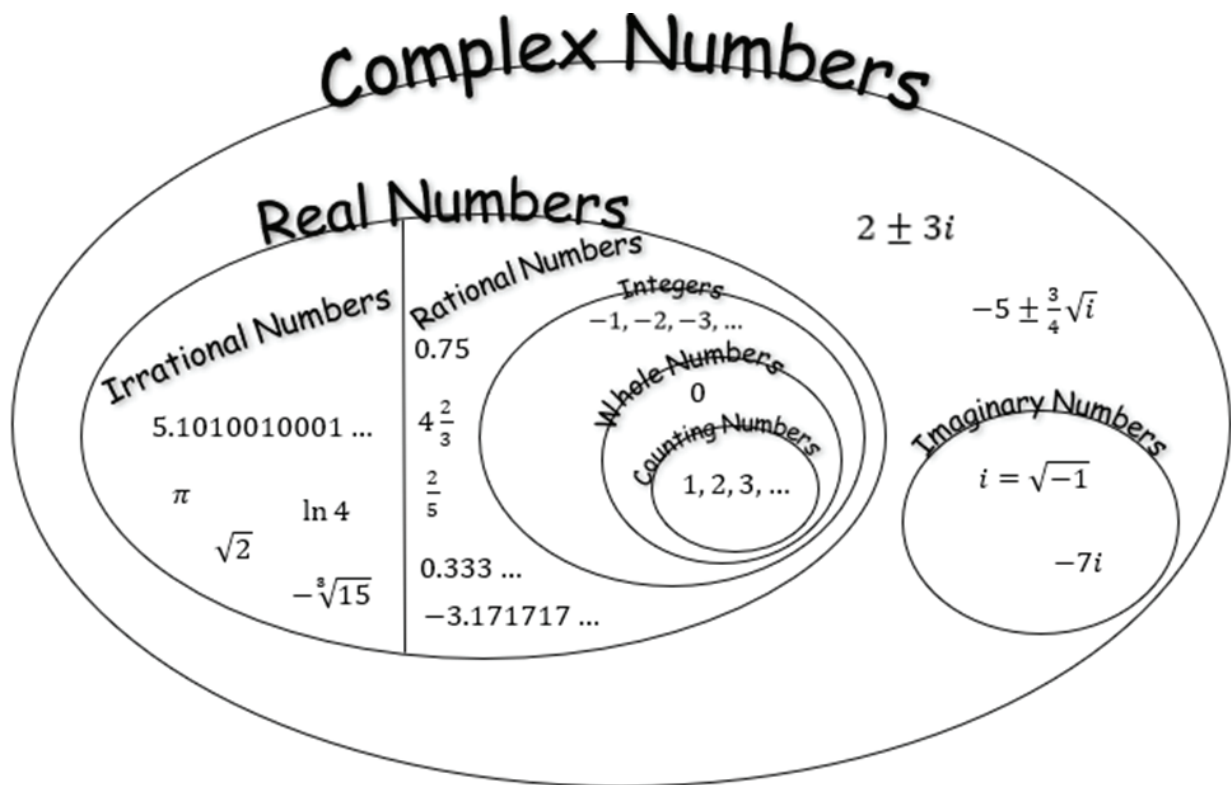 Complex Numbers
Real Numbers
2 ± 3i
−5 ± 3/4 √i
Irrational Numbers
5.1010010001 ...
π
ln 4
√2
−∛15
Rational Numbers
0.75
4 2/3
2/5
0.333 ...
−3.171717 ...
Integers
−1, −2, −3, ...
Whole Numbers
0
Counting Numbers
1, 2, 3, ...
Imaginary Numbers
i = √−1
−7i